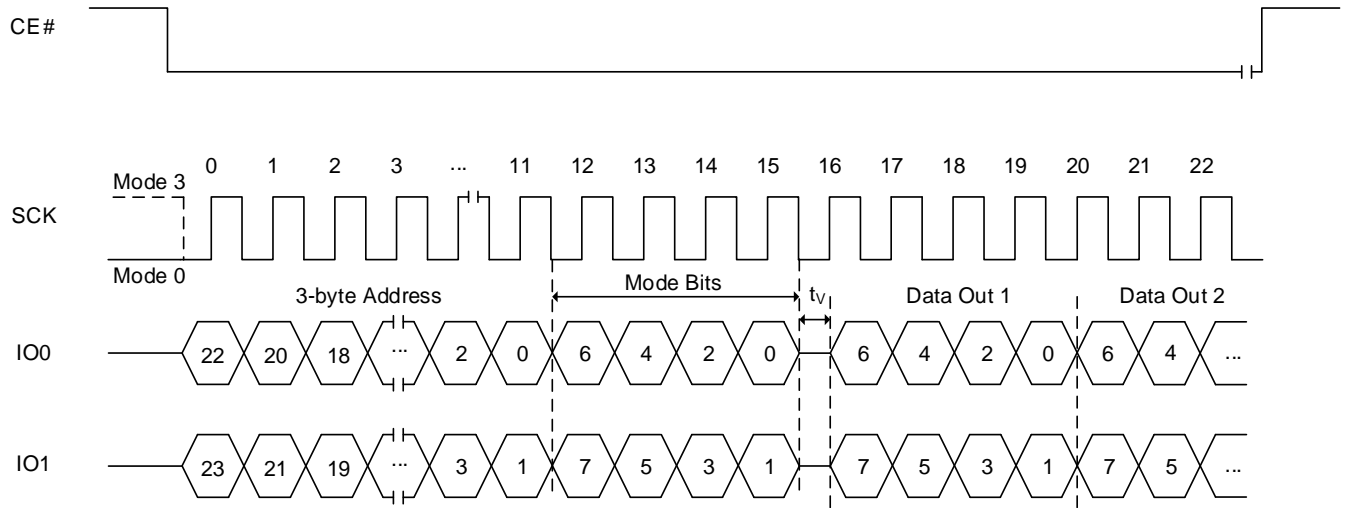 CE#
0 1 2 3 ... 11 12 13 14 15 16 17 18 19 20 21 22
Mode 3
SCK
Mode 0
3-byte Address Mode Bits tV Data Out 1 Data Out 2
IO0 22 20 18 ... 2 0 6 4 2 0 6 4 2 0 6 4 ...
IO1 23 21 19 ... 3 1 7 5 3 1 7 5 3 1 7 5 ...